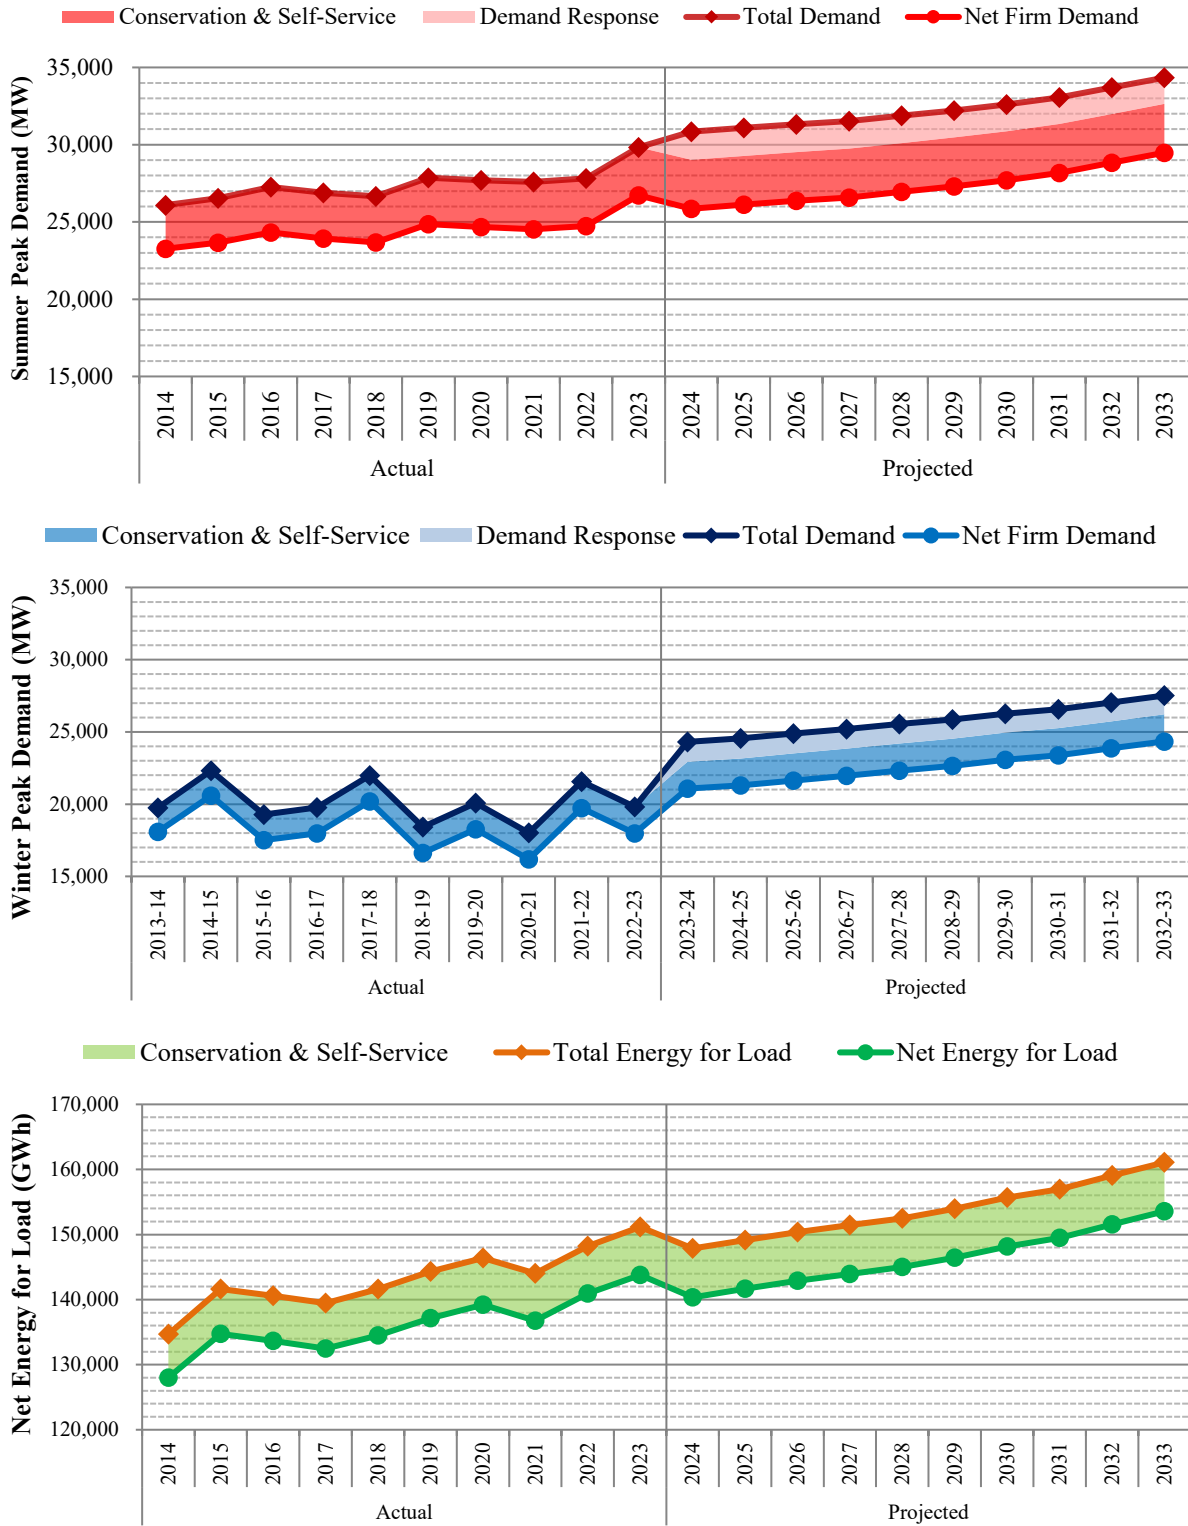 Conservation & Self-Service Demand Response Total Demand Net Firm Demand
Summer Peak Demand (MW)
35,000
30,000
25,000
20,000
15,000
2014 2015 2016 2017 2018 2019 2020 2021 2022 2023 2024 2025 2026 2027 2028 2029 2030 2031 2032 2033
Actual Projected
Conservation & Self-Service Demand Response Total Demand Net Firm Demand
Winter Peak Demand (MW)
35,000
30,000
25,000
20,000
15,000
2013-14 2014-15 2015-16 2016-17 2017-18 2018-19 2019-20 2020-21 2021-22 2022-23 2023-24 2024-25 2025-26 2026-27 2027-28 2028-29 2029-30 2030-31 2031-32 2032-33
Actual Projected
Conservation & Self-Service Total Energy for Load Net Energy for Load
Net Energy for Load (GWh)
170,000
160,000
150,000
140,000
130,000
120,000
2014 2015 2016 2017 2018 2019 2020 2021 2022 2023 2024 2025 2026 2027 2028 2029 2030 2031 2032 2033
Actual Projected